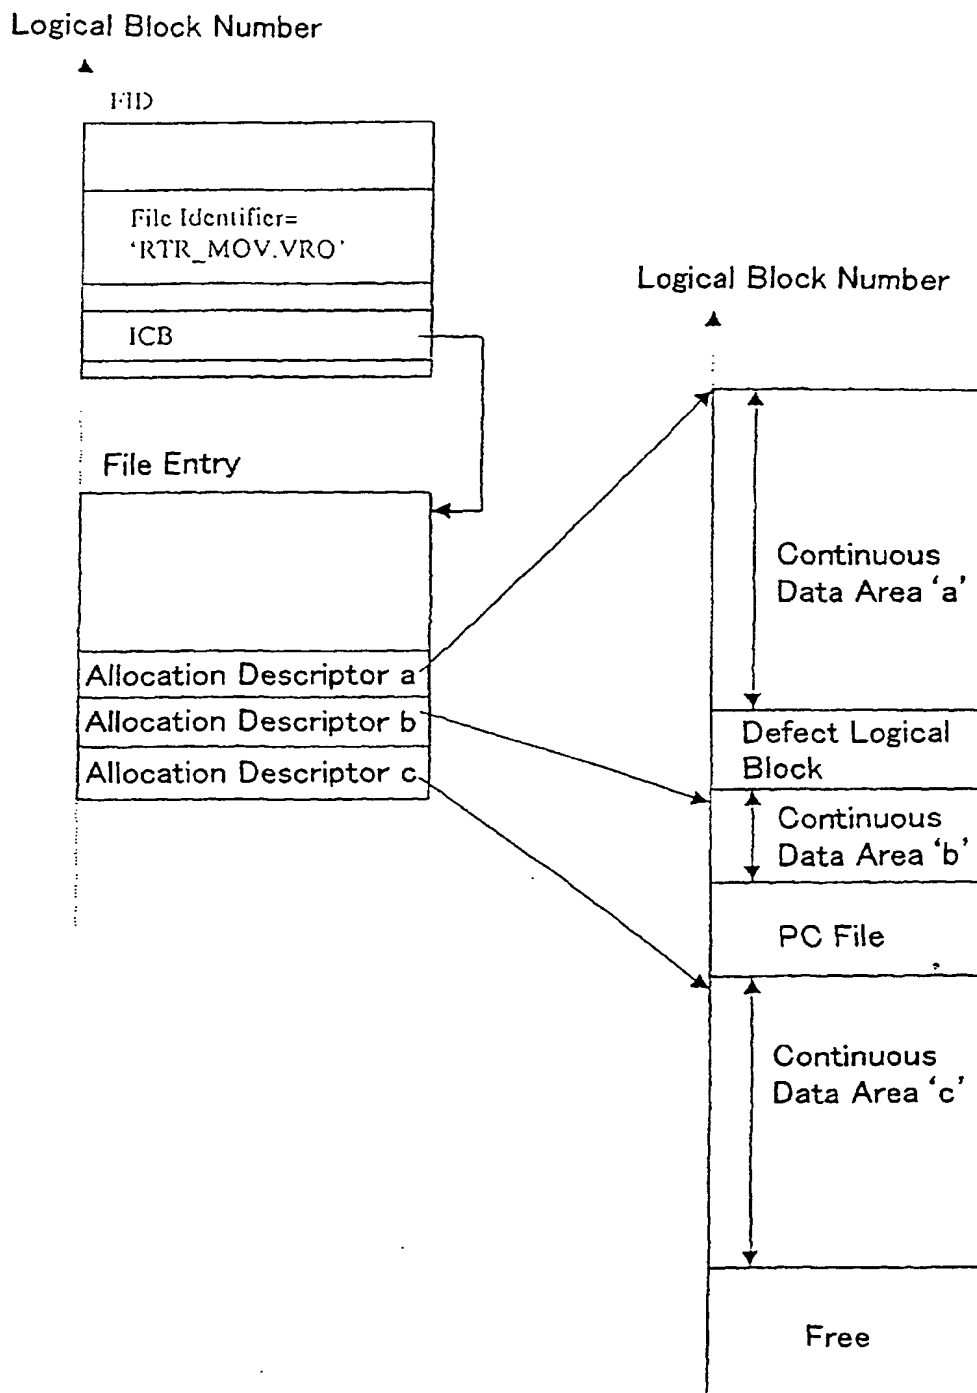 Logical Block Number
FID
File Identifier=
‘RTR_MOV.VRO’
ICB
File Entry
Allocation Descriptor a
Allocation Descriptor b
Allocation Descriptor c
Logical Block Number
Continuous
Data Area ‘a’
Defect Logical
Block
Continuous
Data Area ‘b’
PC File
Continuous
Data Area ‘c’
Free